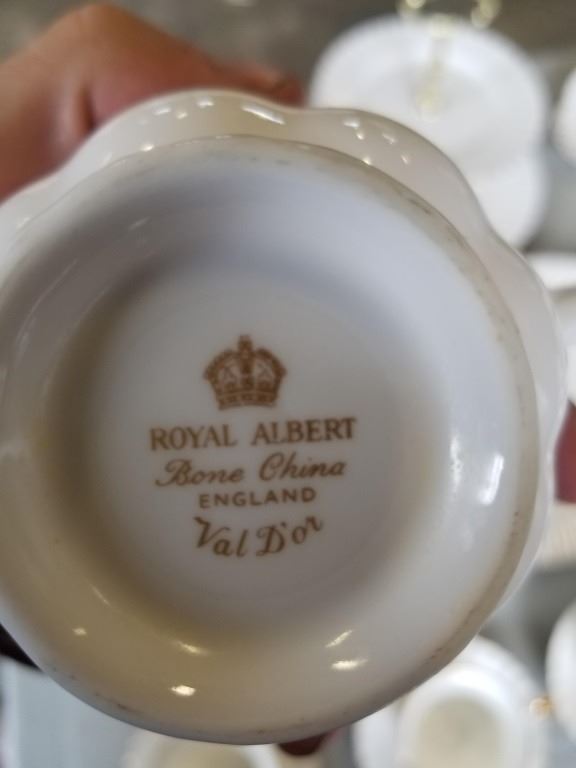 ROYAL ALBERT
Bone China
ENGLAND
Val D'or